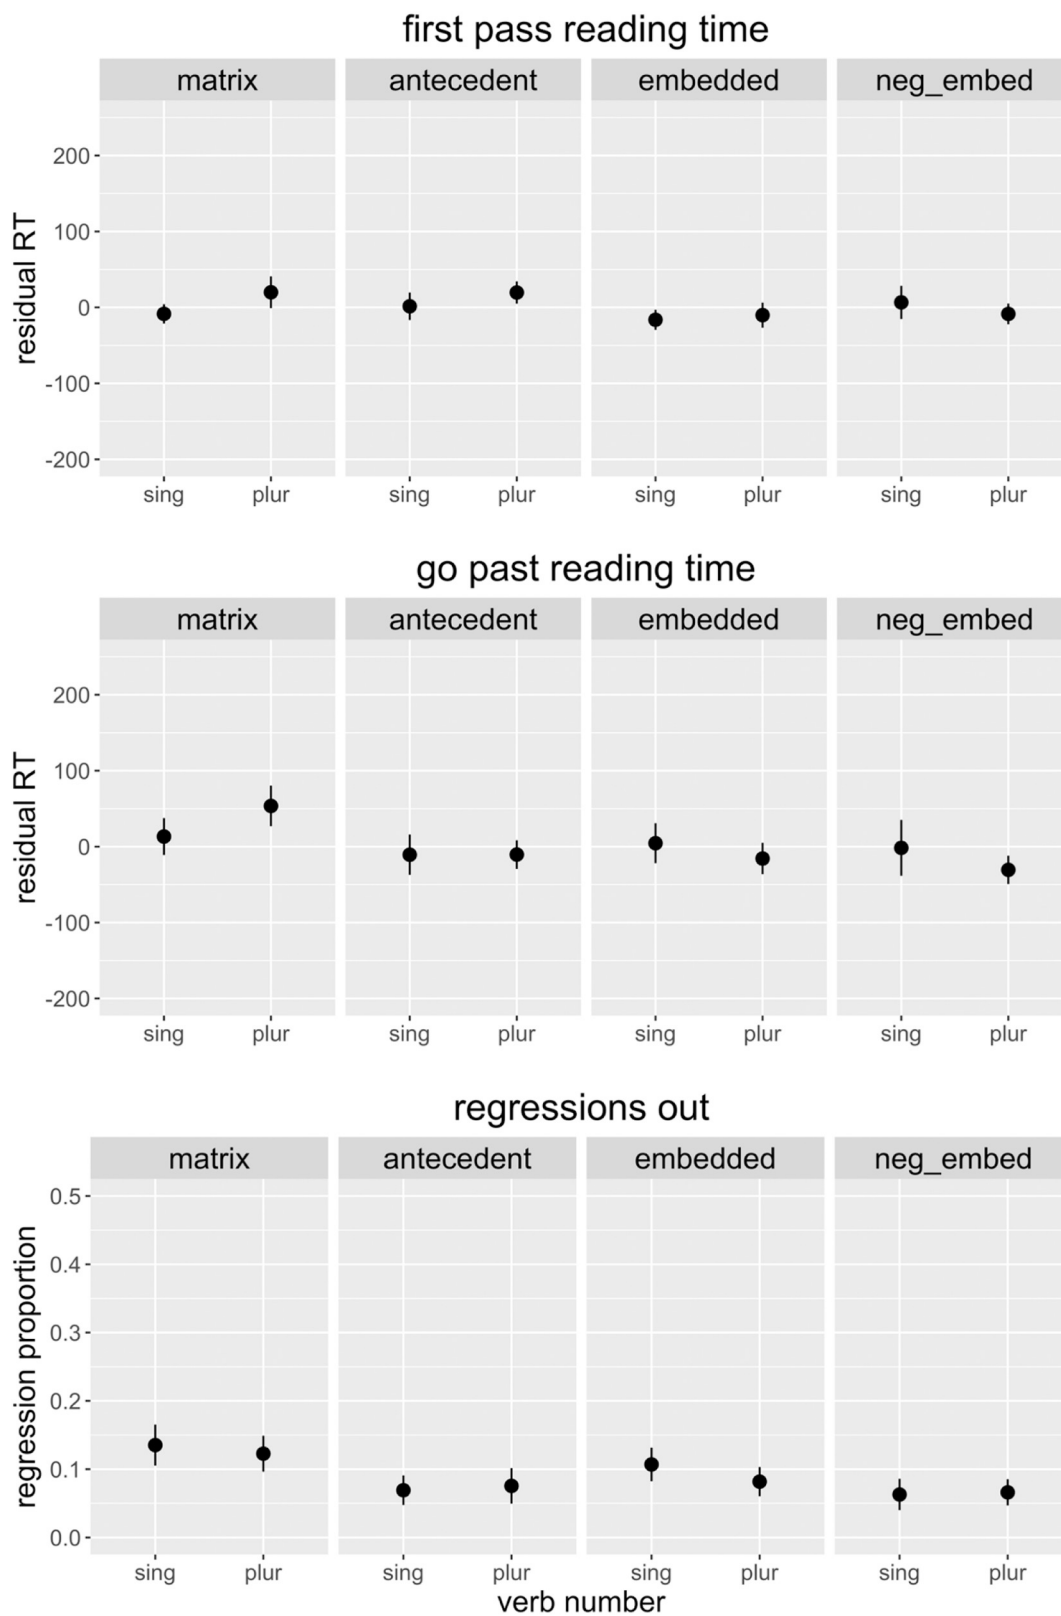 first pass reading time
matrix antecedent embedded neg_embed
residual RT
200
100
0
-100
-200
sing plur sing plur sing plur sing plur
go past reading time
matrix antecedent embedded neg_embed
residual RT
200
100
0
-100
-200
sing plur sing plur sing plur sing plur
regressions out
matrix antecedent embedded neg_embed
regression proportion
0.5
0.4
0.3
0.2
0.1
0.0
sing plur sing plur sing plur sing plur
verb number